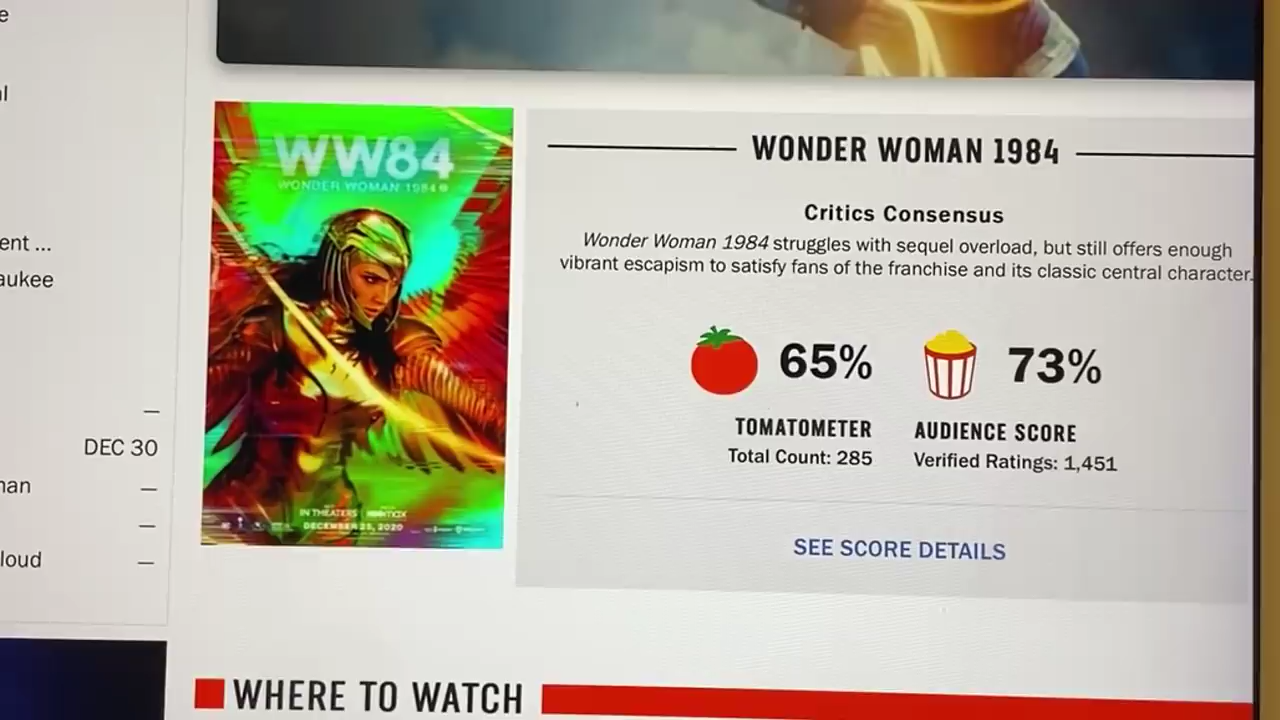 e
al
ent ...
aukee
—
DEC 30
man
—
—
loud
—
WW84
WONDER WOMAN 1984
IN THEATERS
DECEMBER 25, 2020
WONDER WOMAN 1984
Critics Consensus
Wonder Woman 1984 struggles with sequel overload, but still offers enough
vibrant escapism to satisfy fans of the franchise and its classic central character.
65%
73%
TOMATOMETER
AUDIENCE SCORE
Total Count: 285
Verified Ratings: 1,451
SEE SCORE DETAILS
WHERE TO WATCH